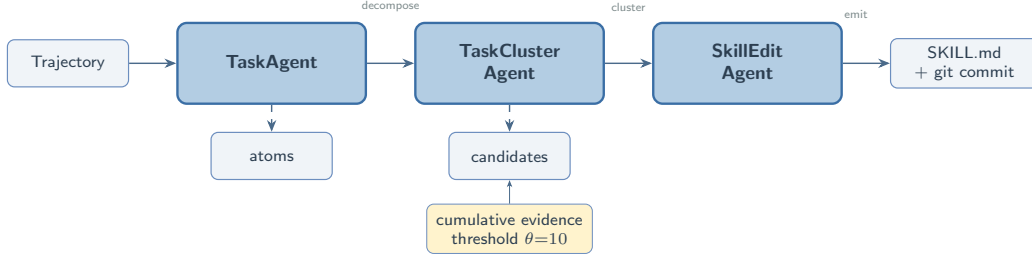 decompose
cluster
emit
Trajectory
TaskAgent
TaskCluster
Agent
SkillEdit
Agent
SKILL.md
+ git commit
atoms
candidates
cumulative evidence
threshold θ=10